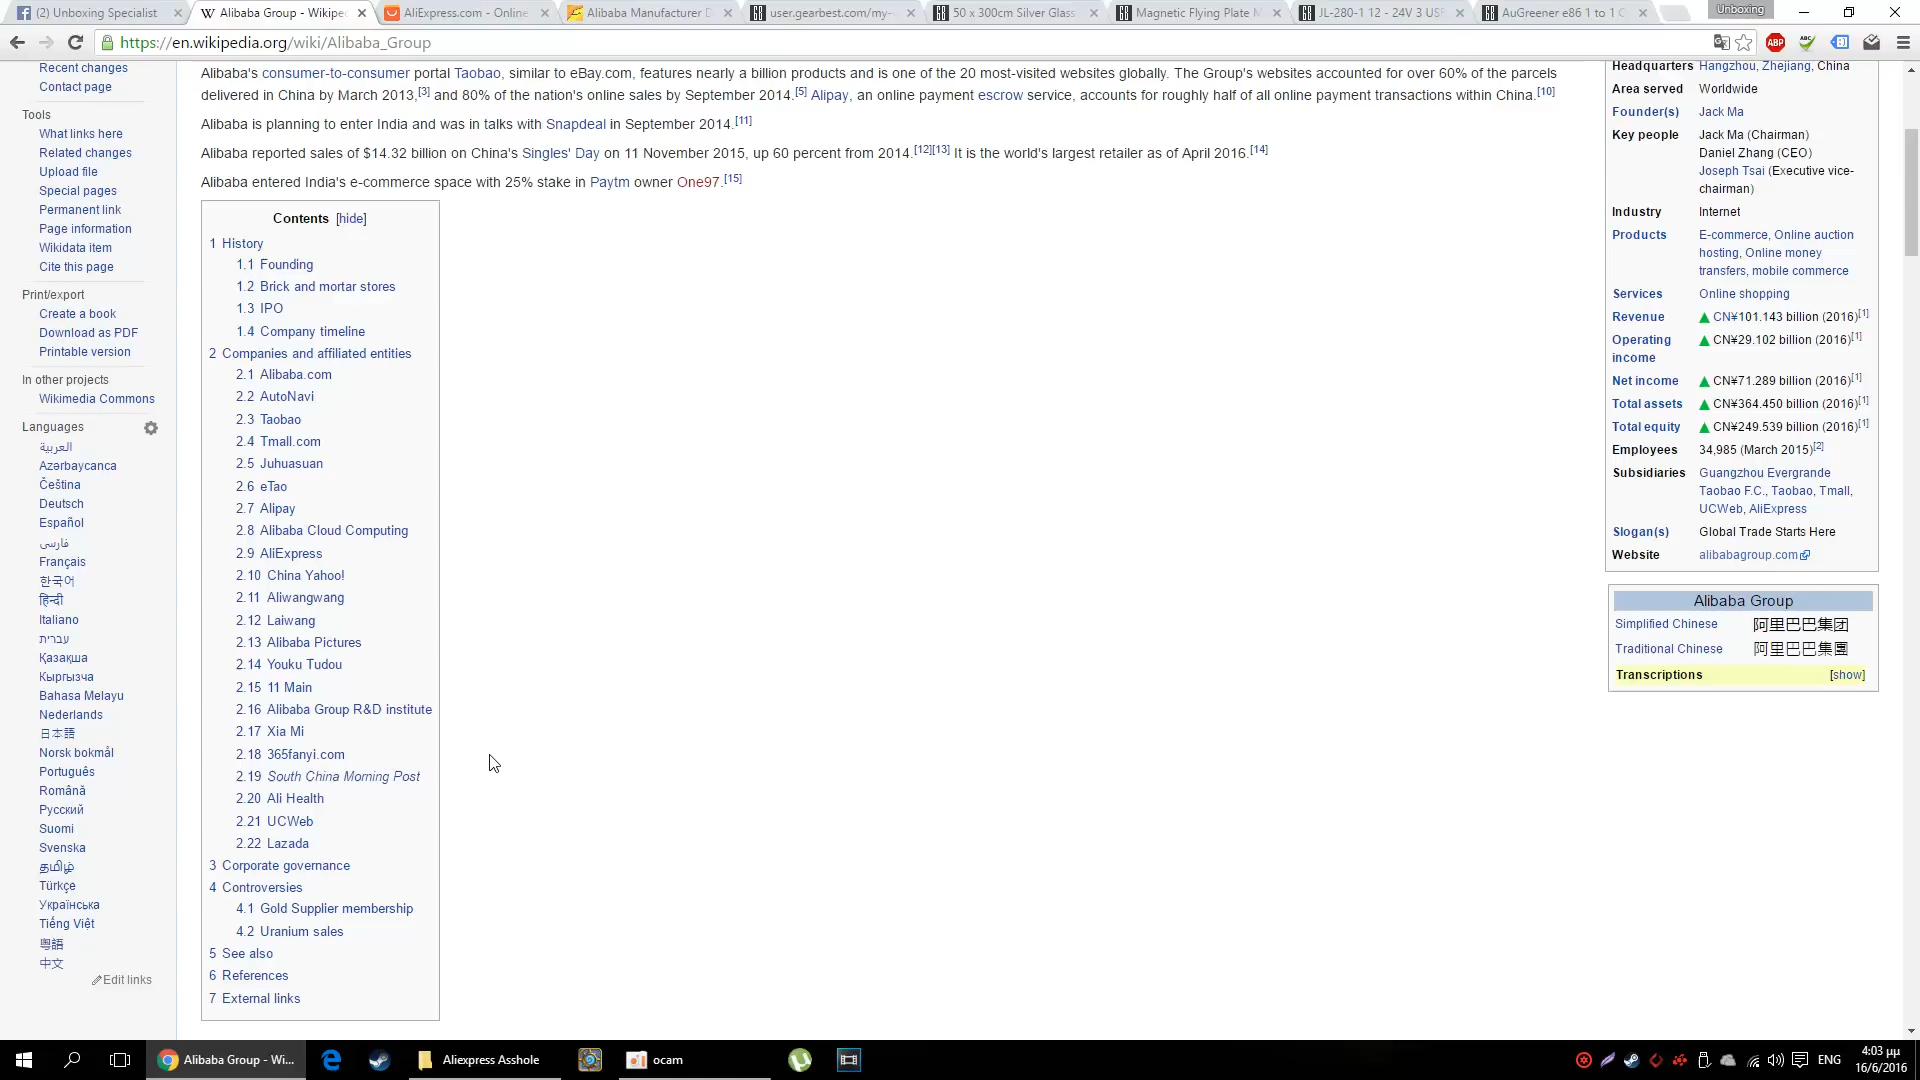 (2) Unboxing Specialist
Alibaba Group - Wikipe
AliExpress.com - Online
Alibaba Manufacturer D
user.gearbest.com/my-
50 x 300cm Silver Glass
Magnetic Flying Plate M
JL-280-1 12 - 24V 3 USB
AuGreener e86 1 to 1 C
Unboxing
https://en.wikipedia.org/wiki/Alibaba_Group
ABP
ABC
Recent changes
Contact page
Tools
What links here
Related changes
Upload file
Special pages
Permanent link
Page information
Wikidata item
Cite this page
Print/export
Create a book
Download as PDF
Printable version
In other projects
Wikimedia Commons
Languages
العربية
Azərbaycanca
Čeština
Deutsch
Español
فارسی
Français
한국어
हिन्दी
Italiano
עברית
Қазақша
Кыргызча
Bahasa Melayu
Nederlands
日本語
Norsk bokmål
Português
Română
Русский
Suomi
Svenska
தமிழ்
Türkçe
Українська
Tiếng Việt
粵語
中文
Edit links
Alibaba's consumer-to-consumer portal Taobao, similar to eBay.com, features nearly a billion products and is one of the 20 most-visited websites globally. The Group's websites accounted for over 60% of the parcels
delivered in China by March 2013,[3] and 80% of the nation's online sales by September 2014.[5] Alipay, an online payment escrow service, accounts for roughly half of all online payment transactions within China.[10]
Alibaba is planning to enter India and was in talks with Snapdeal in September 2014.[11]
Alibaba reported sales of $14.32 billion on China's Singles' Day on 11 November 2015, up 60 percent from 2014.[12][13] It is the world's largest retailer as of April 2016.[14]
Alibaba entered India's e-commerce space with 25% stake in Paytm owner One97.[15]
Contents [hide]
1 History
1.1 Founding
1.2 Brick and mortar stores
1.3 IPO
1.4 Company timeline
2 Companies and affiliated entities
2.1 Alibaba.com
2.2 AutoNavi
2.3 Taobao
2.4 Tmall.com
2.5 Juhuasuan
2.6 eTao
2.7 Alipay
2.8 Alibaba Cloud Computing
2.9 AliExpress
2.10 China Yahoo!
2.11 Aliwangwang
2.12 Laiwang
2.13 Alibaba Pictures
2.14 Youku Tudou
2.15 11 Main
2.16 Alibaba Group R&D institute
2.17 Xia Mi
2.18 365fanyi.com
2.19 South China Morning Post
2.20 Ali Health
2.21 UCWeb
2.22 Lazada
3 Corporate governance
4 Controversies
4.1 Gold Supplier membership
4.2 Uranium sales
5 See also
6 References
7 External links
Headquarters Hangzhou, Zhejiang, China
Area served Worldwide
Founder(s) Jack Ma
Key people Jack Ma (Chairman)
Daniel Zhang (CEO)
Joseph Tsai (Executive vice-
chairman)
Industry Internet
Products E-commerce, Online auction
hosting, Online money
transfers, mobile commerce
Services Online shopping
Revenue ▲ CN¥101.143 billion (2016)[1]
Operating ▲ CN¥29.102 billion (2016)[1]
income
Net income ▲ CN¥71.289 billion (2016)[1]
Total assets ▲ CN¥364.450 billion (2016)[1]
Total equity ▲ CN¥249.539 billion (2016)[1]
Employees 34,985 (March 2015)[2]
Subsidiaries Guangzhou Evergrande
Taobao F.C., Taobao, Tmall,
UCWeb, AliExpress
Slogan(s) Global Trade Starts Here
Website alibabagroup.com
Alibaba Group
Simplified Chinese 阿里巴巴集团
Traditional Chinese 阿里巴巴集團
Transcriptions [show]
Alibaba Group - Wi...
Aliexpress Asshole
ocam
ENG
4:03 μμ
16/6/2016